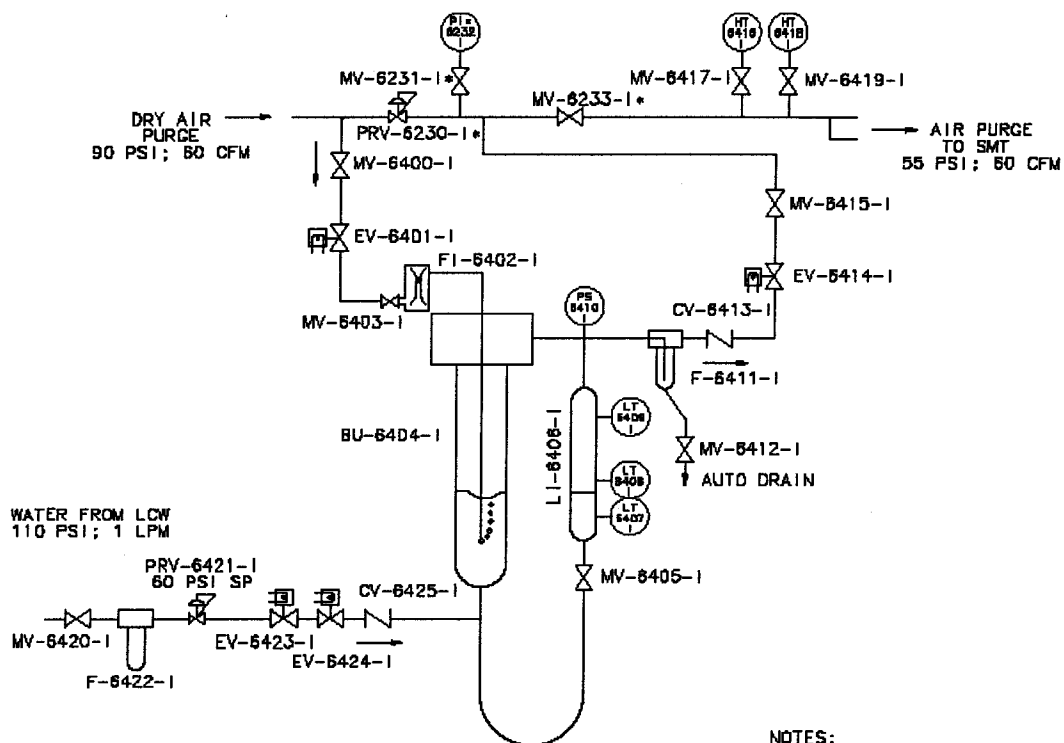 PI*
6232
I
HT
6416
I
HT
6418
I
MV-6231-I*
MV-6417-I
MV-6419-I
MV-6233-I*
DRY AIR
PURGE
90 PSI; 60 CFM
PRV-6230-I*
AIR PURGE
TO SMT
55 PSI; 60 CFM
MV-6400-I
MV-6415-I
EV-6401-I
FI-6402-I
EV-6414-I
PS
6410
I
CV-6413-I
MV-6403-I
F-6411-I
LT
6409
I
BU-6404-I
LI-6406-I
MV-6412-I
LT
6408
I
AUTO DRAIN
LT
6407
I
WATER FROM LCW
110 PSI; 1 LPM
PRV-6421-I
60 PSI SP
CV-6425-I
MV-6405-I
MV-6420-I
EV-6423-I
EV-6424-I
F-6422-I
NOTES: